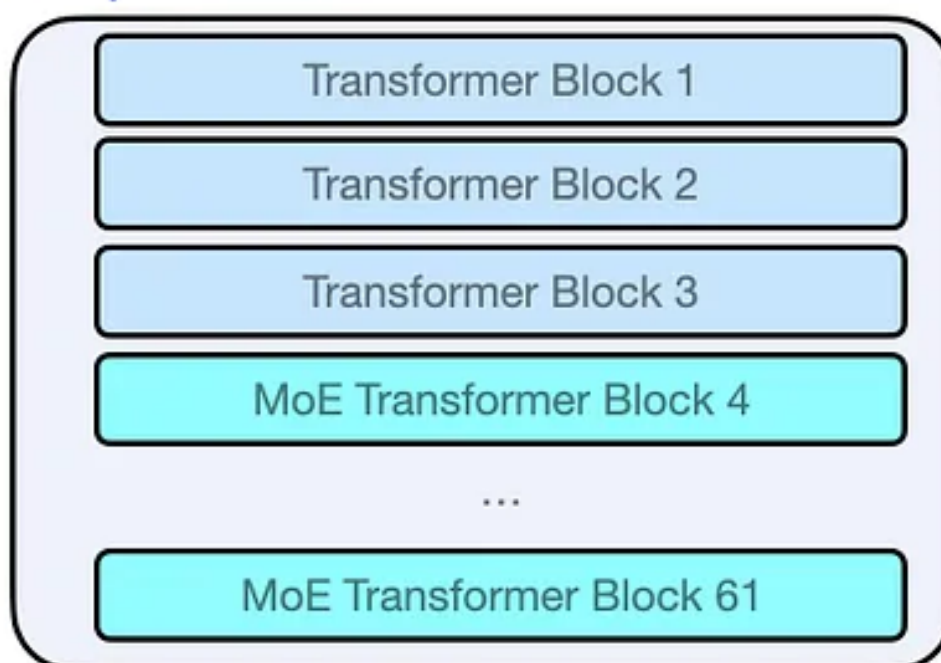 Transformer Block 1
Transformer Block 2
Transformer Block 3
MoE Transformer Block 4
...
MoE Transformer Block 61